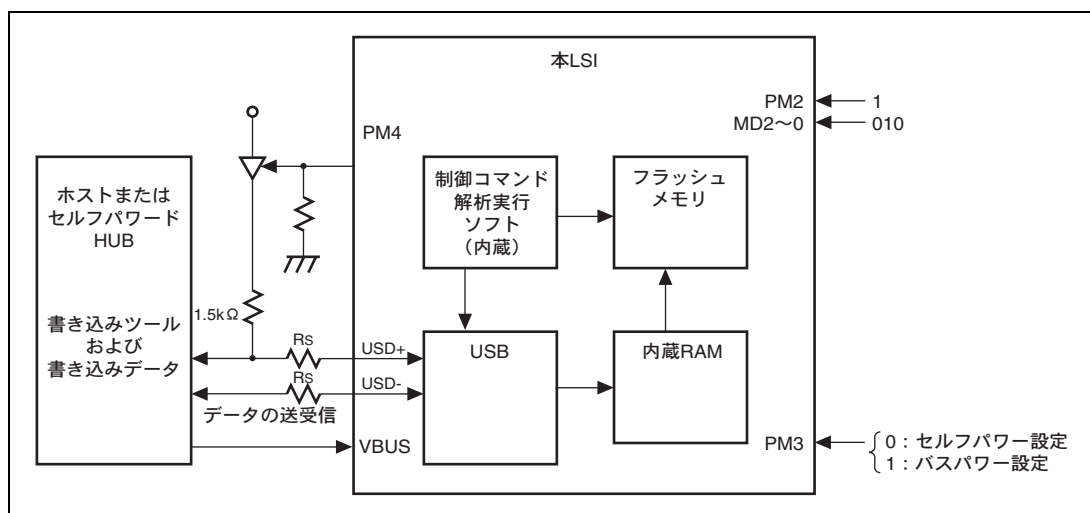 本LSI
PM2
1
MD2〜0
010
PM4
ホストまたは
セルフパワード
HUB
書き込みツール
および
書き込みデータ
制御コマンド
解析実行
ソフト
（内蔵）
フラッシュ
メモリ
1.5kΩ
RS
USD+
RS
USD-
データの送受信
VBUS
USB
内蔵RAM
PM3
0：セルフパワー設定
1：バスパワー設定